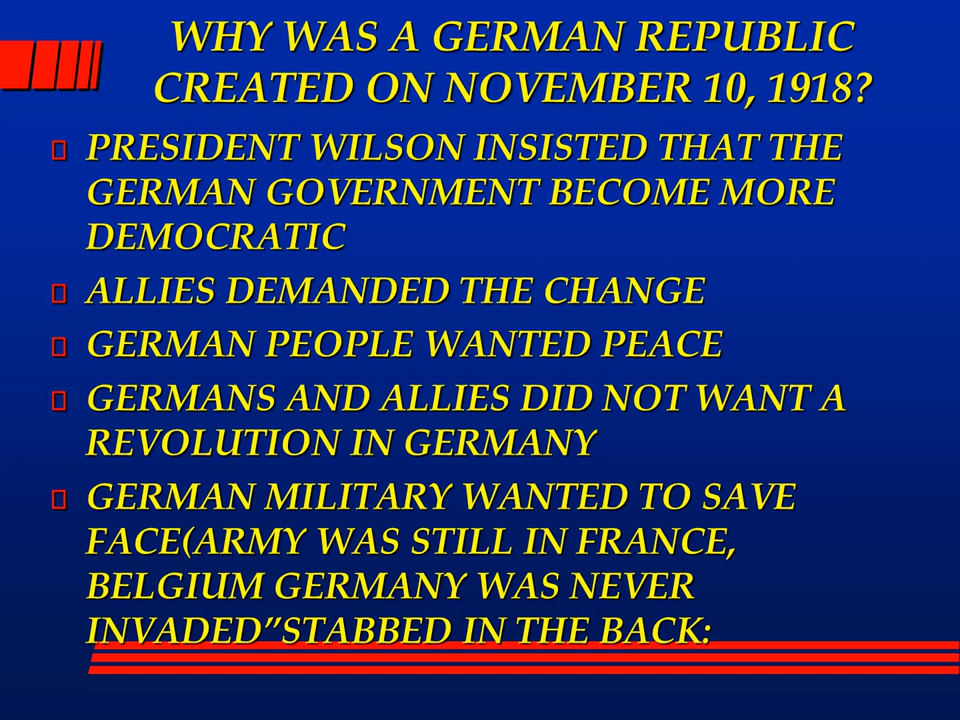 WHY WAS A GERMAN REPUBLIC
CREATED ON NOVEMBER 10, 1918?
PRESIDENT WILSON INSISTED THAT THE
GERMAN GOVERNMENT BECOME MORE
DEMOCRATIC
ALLIES DEMANDED THE CHANGE
GERMAN PEOPLE WANTED PEACE
GERMANS AND ALLIES DID NOT WANT A
REVOLUTION IN GERMANY
GERMAN MILITARY WANTED TO SAVE
FACE(ARMY WAS STILL IN FRANCE,
BELGIUM GERMANY WAS NEVER
INVADED”STABBED IN THE BACK: